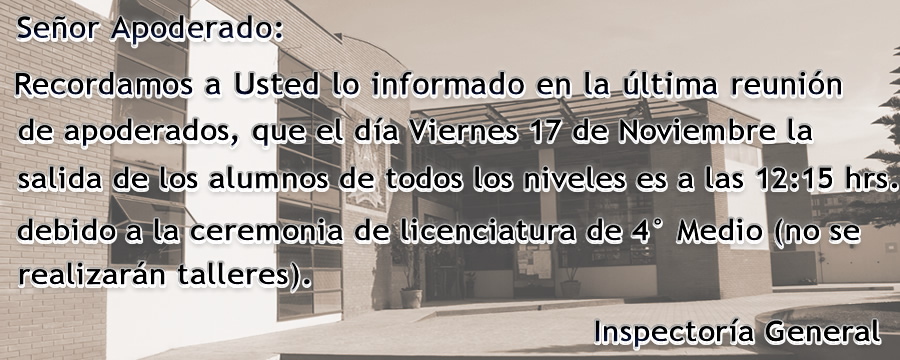 Señor Apoderado:
Recordamos a Usted lo informado en la última reunión
de apoderados, que el día Viernes 17 de Noviembre la
salida de los alumnos de todos los niveles es a las 12:15 hrs.
debido a la ceremonia de licenciatura de 4° Medio (no se
realizarán talleres).
Inspectoría General